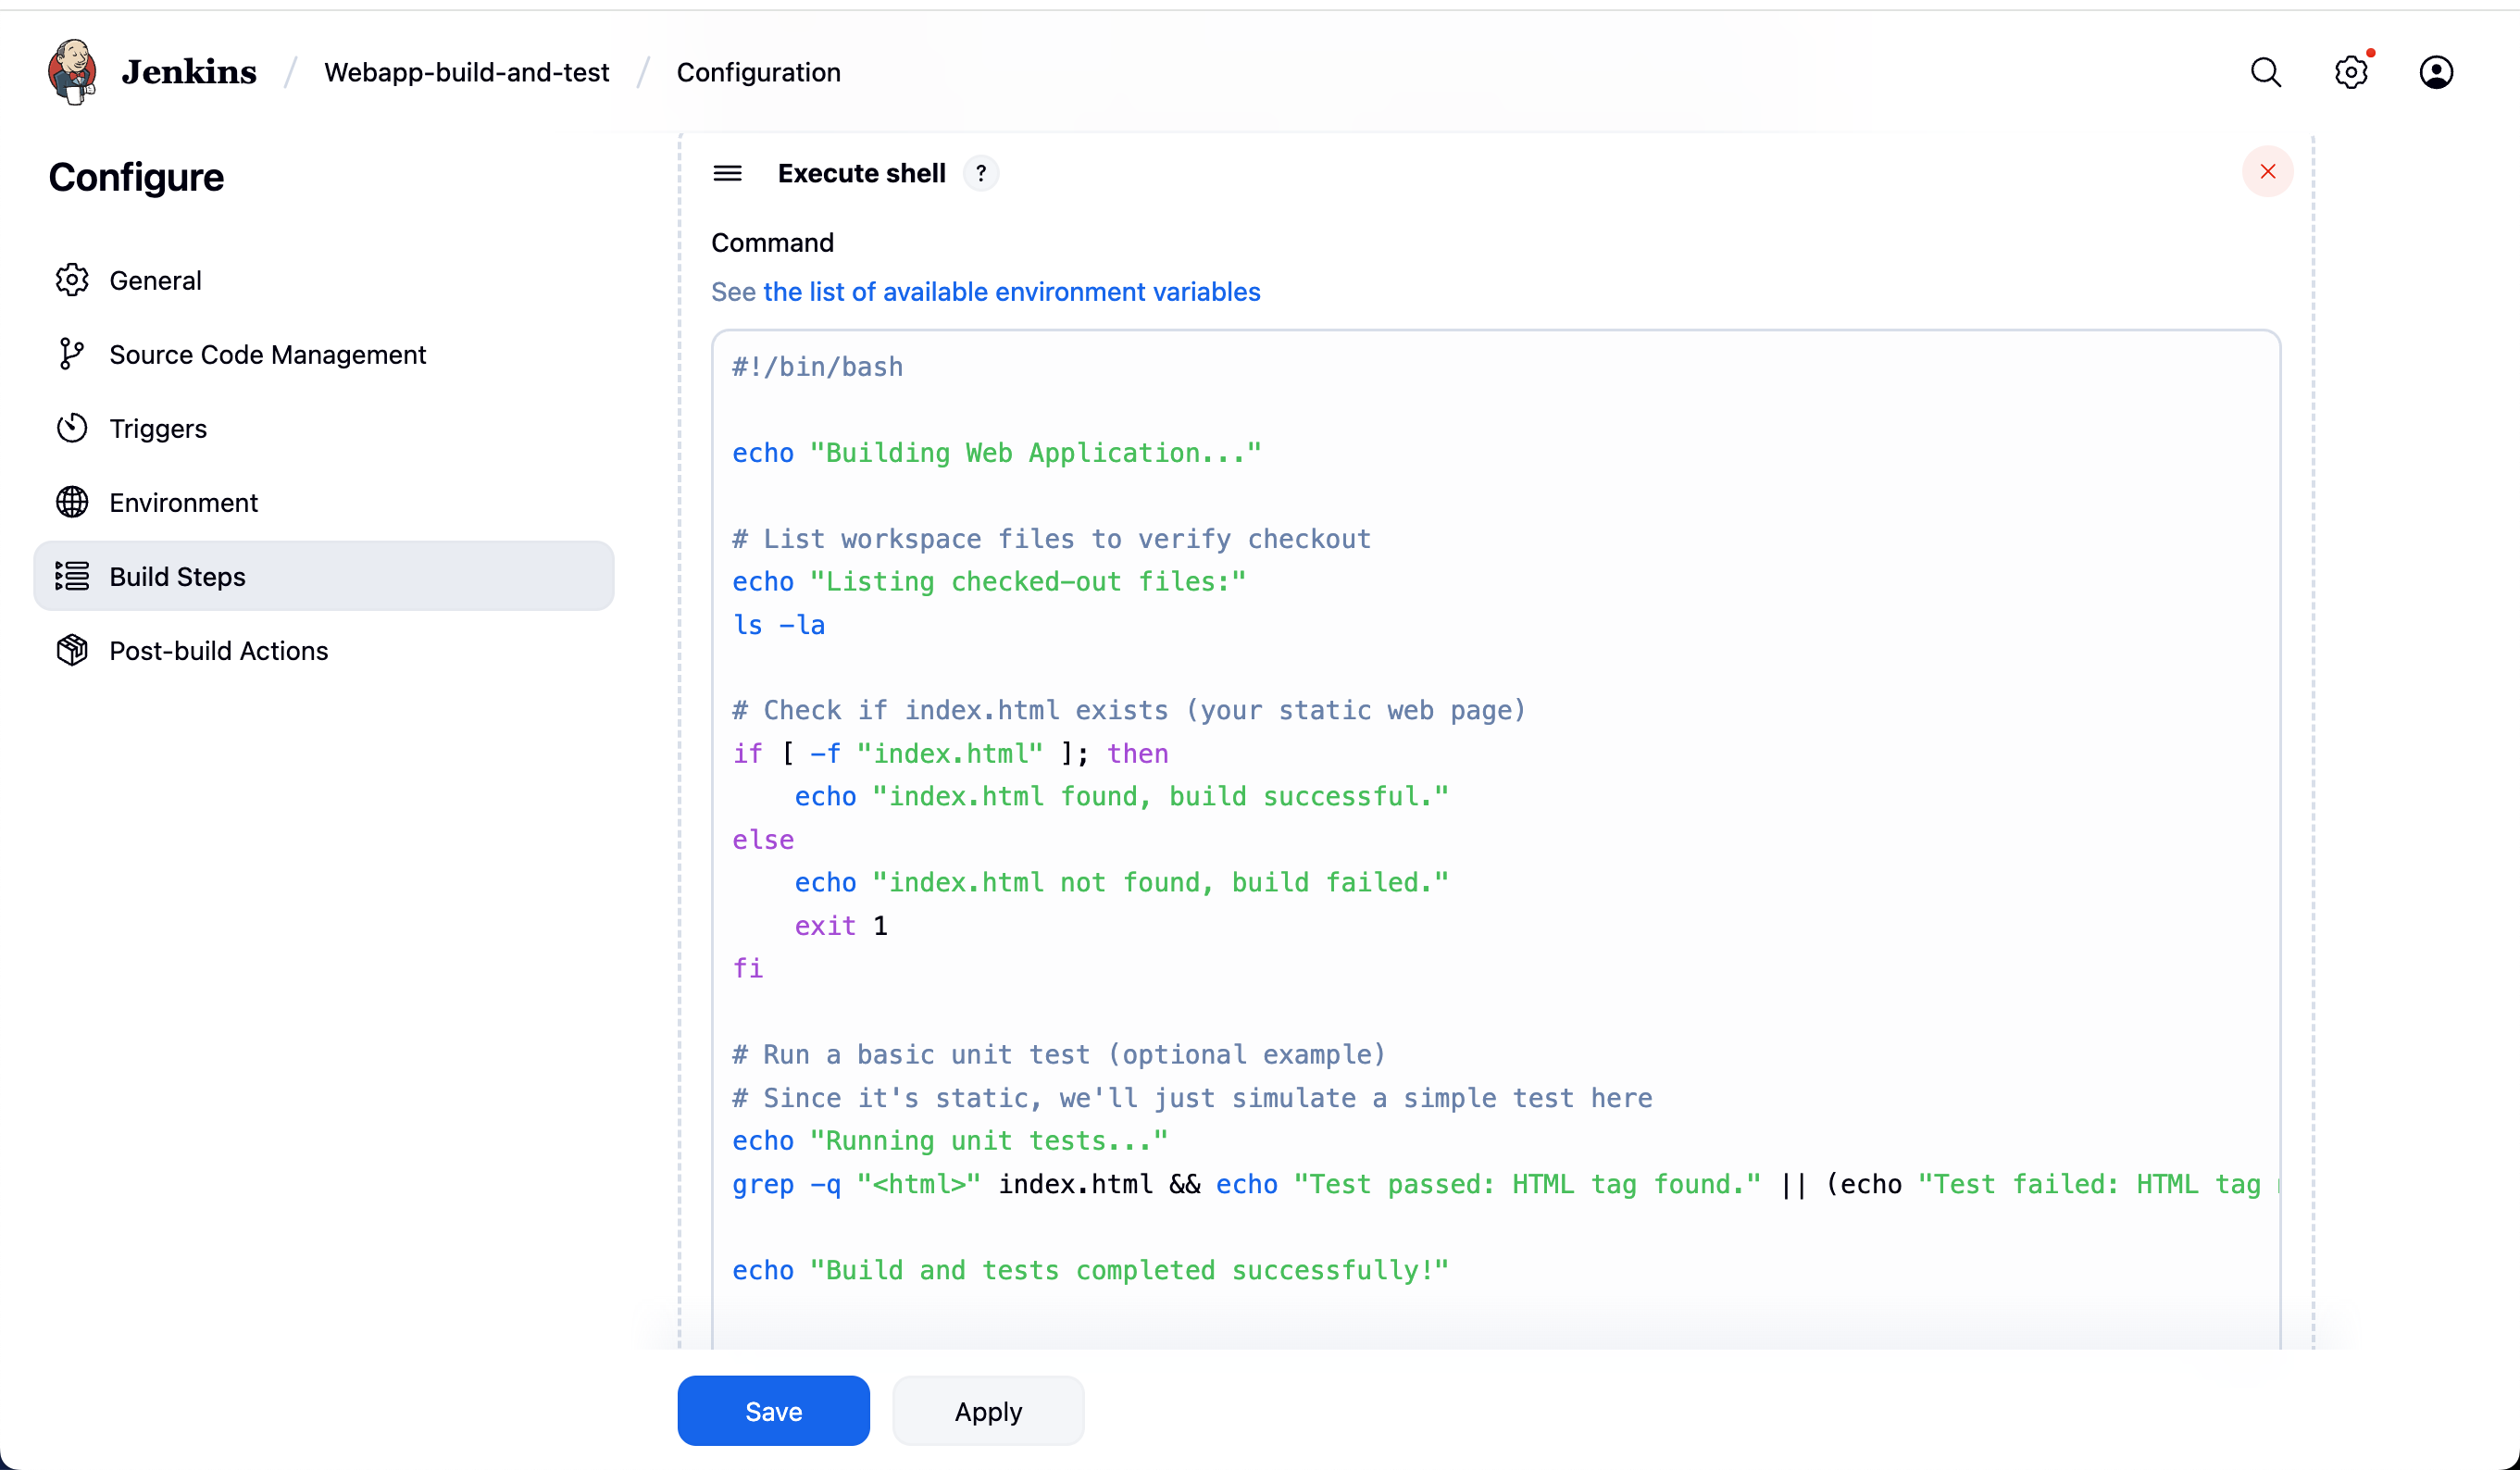 Jenkins / Webapp-build-and-test / Configuration
Configure
General
Source Code Management
Triggers
Environment
Build Steps
Post-build Actions
Execute shell ?
Command
See the list of available environment variables
#!/bin/bash
echo "Building Web Application..."
# List workspace files to verify checkout
echo "Listing checked-out files:"
ls -la
# Check if index.html exists (your static web page)
if [ -f "index.html" ]; then
    echo "index.html found, build successful."
else
    echo "index.html not found, build failed."
    exit 1
fi
# Run a basic unit test (optional example)
# Since it's static, we'll just simulate a simple test here
echo "Running unit tests..."
grep -q "<html>" index.html && echo "Test passed: HTML tag found." || (echo "Test failed: HTML tag
echo "Build and tests completed successfully!"
Save
Apply